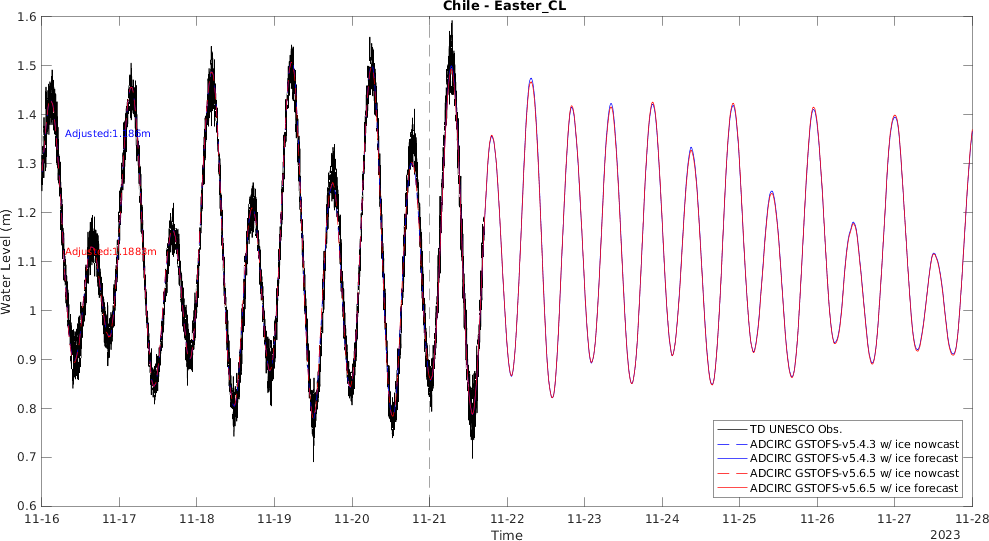 Chile - Easter_CL
1.6
1.5
1.4
1.3
1.2
1.1
1
0.9
0.8
0.7
0.6
Water Level (m)
Adjusted:1.186m
Adjusted:1.1883m
TD UNESCO Obs.
ADCIRC GSTOFS-v5.4.3 w/ ice nowcast
ADCIRC GSTOFS-v5.4.3 w/ ice forecast
ADCIRC GSTOFS-v5.6.5 w/ ice nowcast
ADCIRC GSTOFS-v5.6.5 w/ ice forecast
11-16 11-17 11-18 11-19 11-20 11-21 11-22 11-23 11-24 11-25 11-26 11-27 11-28
Time
2023